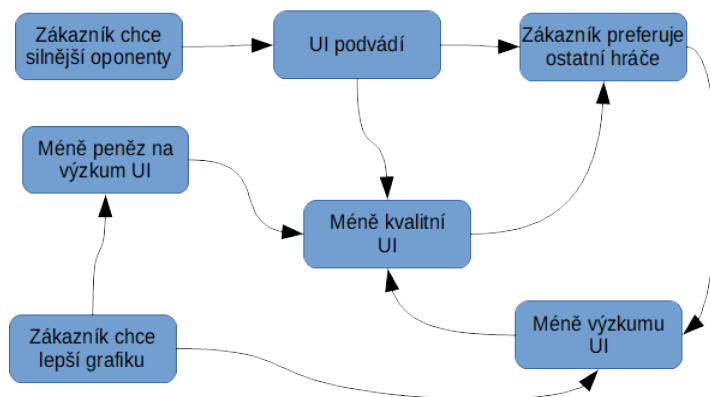 Zákazník chce
silnější oponenty
UI podvádí
Zákazník preferuje
ostatní hráče
Méně peněz na
výzkum UI
Méně kvalitní
UI
Zákazník chce
lepší grafiku
Méně výzkumu
UI